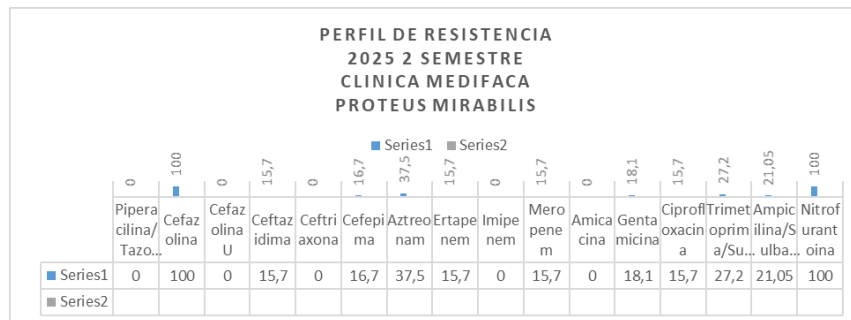 PERFIL DE RESISTENCIA
2025 2 SEMESTRE
CLINICA MEDIFACA
PROTEUS MIRABILIS
Series1 Series2
0 100 0 15,7 0 16,7 37,5 15,7 0 15,7 0 18,1 15,7 27,2 21,05 100
Pipera Cefaz Cefaz Ceftaz Ceftri Cefepi Aztreo Ertape Imipe Mero Amica Genta Ciprofl Trimet Ampic Nitrof
cilina/ olina olina idima axona ma nam nem nem pene cina micina oxacin oprim ilina/S urant
Tazo... U m a a/Su... ulba... oina
Series1 0 100 0 15,7 0 16,7 37,5 15,7 0 15,7 0 18,1 15,7 27,2 21,05 100
Series2